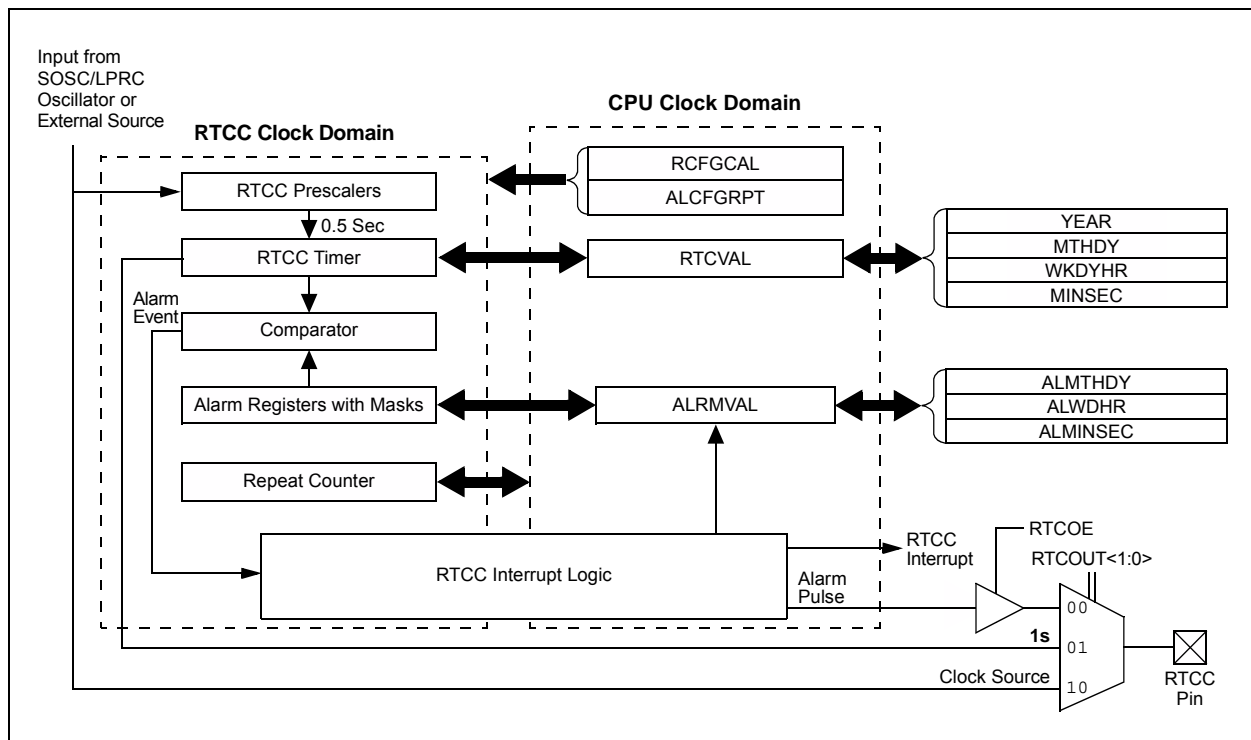 Input from
SOSC/LPRC
Oscillator or
External Source
RTCC Clock Domain
CPU Clock Domain
RTCC Prescalers
0.5 Sec
RTCC Timer
Alarm
Event
Comparator
Alarm Registers with Masks
Repeat Counter
RCFGCAL
ALCFGRPT
RTCVAL
ALRMVAL
YEAR
MTHDY
WKDYHR
MINSEC
ALMTHDY
ALWDHR
ALMINSEC
RTCC Interrupt Logic
RTCC
Interrupt
Alarm
Pulse
RTCOE
RTCOUT<1:0>
00
1s
01
Clock Source
10
RTCC
Pin